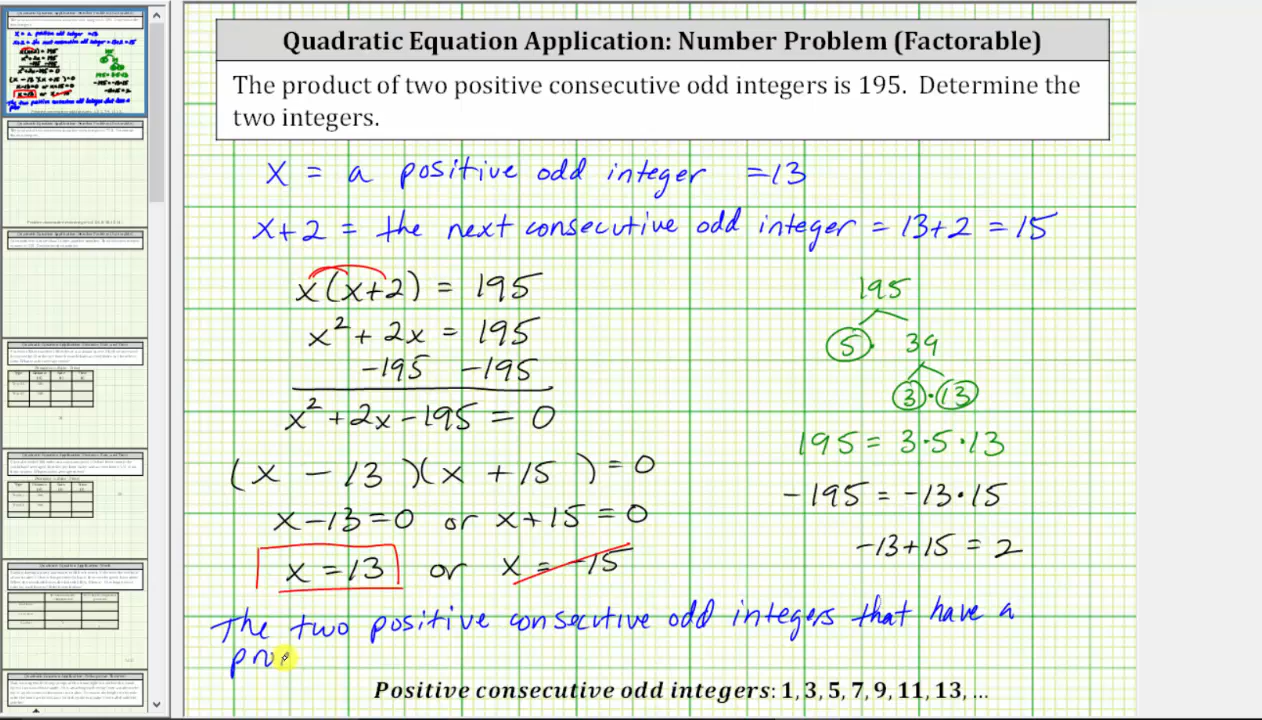 Quadratic Equation Application: Number Problem (Factorable)
The product of two positive consecutive odd integers is 195. Determine the
two integers.
x = a positive odd integer = 13
x+2 = the next consecutive odd integer = 13+2 = 15
x(x+2) = 195
x² + 2x = 195
-195 -195
x² + 2x - 195 = 0
(x - 13)(x + 15) = 0
x - 13 = 0 or x + 15 = 0
x = 13 or x = -15
195
5 · 39
3 · 13
195 = 3·5·13
-195 = -13·15
-13+15 = 2
The two positive consecutive odd integers that have a
pro
Positive consecutive odd integers: 1, 3, 5, 7, 9, 11, 13, ...